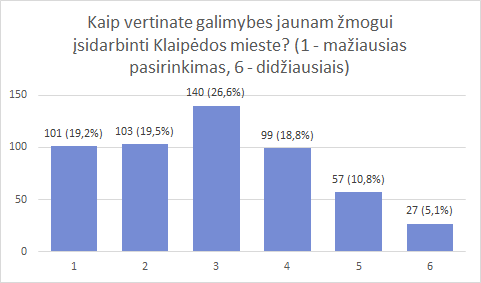 Kaip vertinate galimybes jaunam žmogui
įsidarbinti Klaipėdos mieste? (1 - mažiausias
pasirinkimas, 6 - didžiausiais)
150
140 (26,6%)
101 (19,2%)
103 (19,5%)
99 (18,8%)
100
57 (10,8%)
50
27 (5,1%)
0
1 2 3 4 5 6